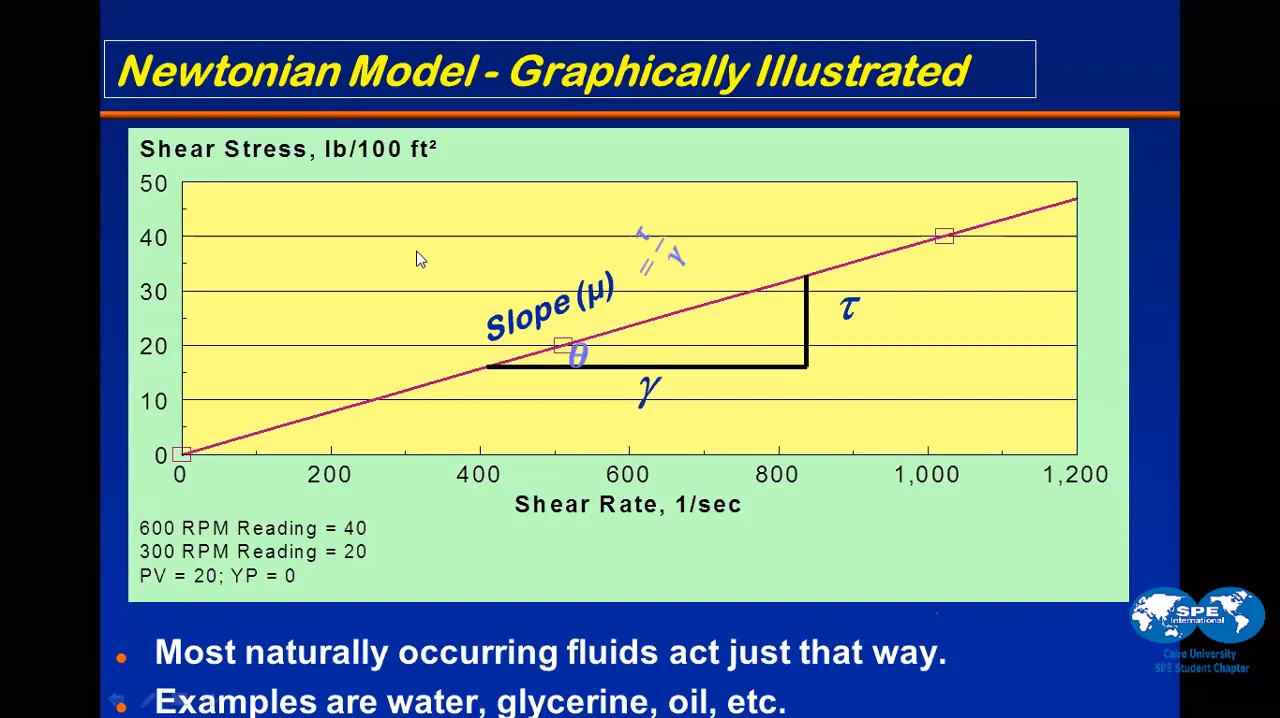 Newtonian Model - Graphically Illustrated
Shear Stress, lb/100 ft²
50
40
30
20
10
0
Slope (μ) = τ / γ
θ
τ
γ
0 200 400 600 800 1,000 1,200
Shear Rate, 1/sec
600 RPM Reading = 40
300 RPM Reading = 20
PV = 20; YP = 0
• Most naturally occurring fluids act just that way.
• Examples are water, glycerine, oil, etc.
SPE
International
Cairo University
SPE Student Chapter